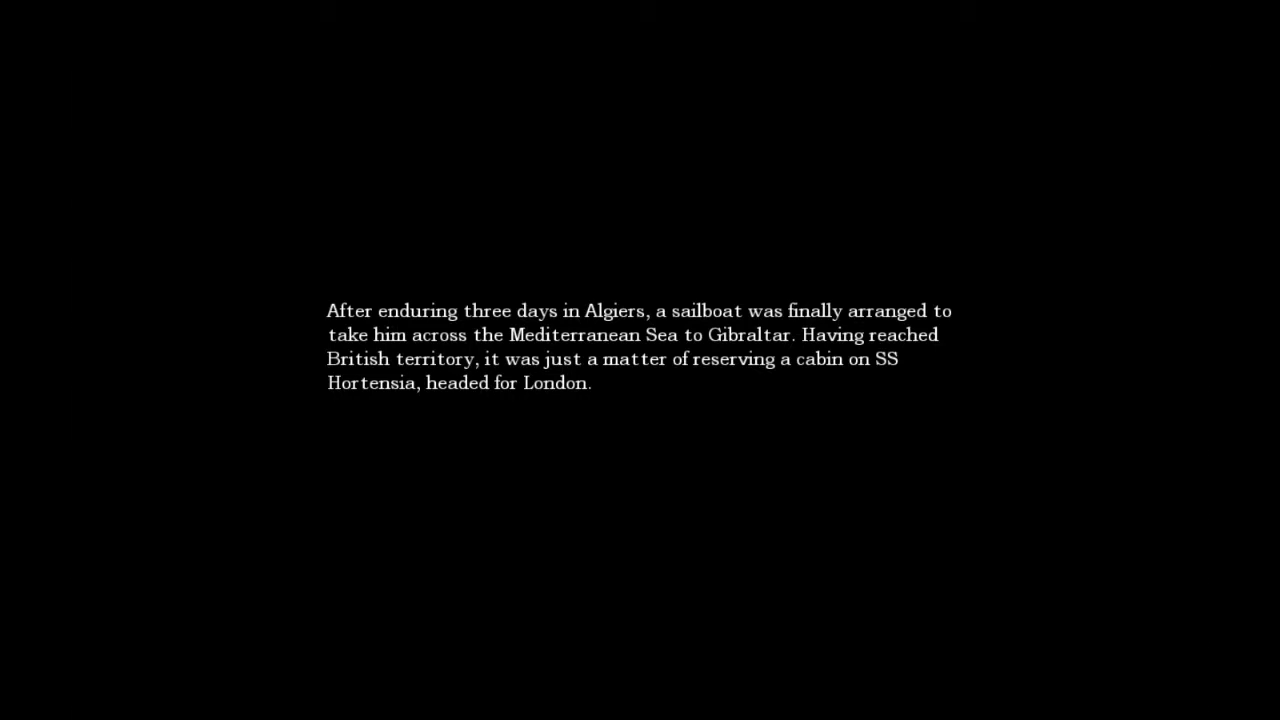 After enduring three days in Algiers, a sailboat was finally arranged to
take him across the Mediterranean Sea to Gibraltar. Having reached
British territory, it was just a matter of reserving a cabin on SS
Hortensia, headed for London.